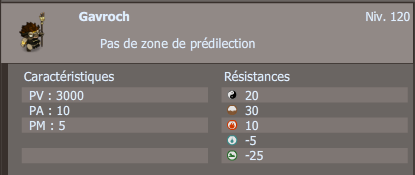 Gavroch Niv. 120
Pas de zone de prédilection
Caractéristiques Résistances
PV : 3000 20
PA : 10 30
PM : 5 10
-5
-25